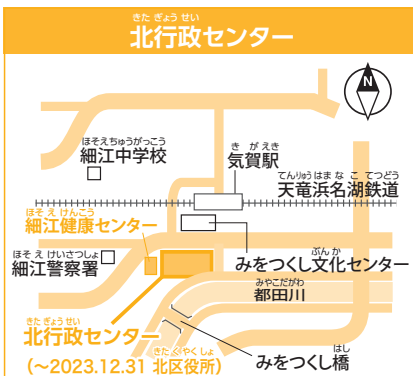 きた ぎょう せい
北行政センター
N
ほそえちゅうがっこう
細江中学校
き が えき
気賀駅
てんりゅうはま な こ てつどう
天竜浜名湖鉄道
ほそ え けんこう
細江健康センター
ほそ え けいさつしょ
細江警察署
ぶん か
みをつくし文化センター
みやこだがわ
都田川
きた ぎょう せい
北行政センター
きた く やく しょ
(～2023.12.31 北区役所)
はし
みをつくし橋